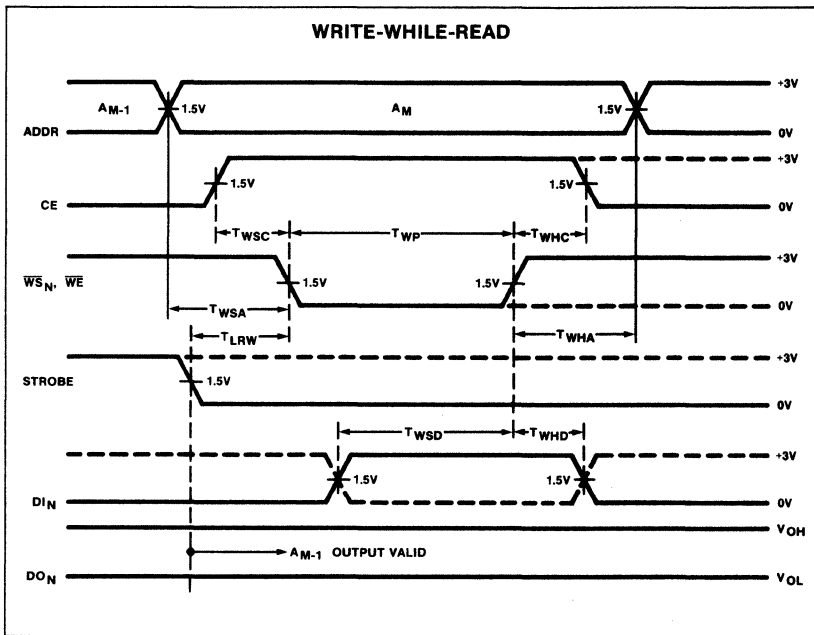 WRITE-WHILE-READ
+3V
AM-1
1.5V
AM
1.5V
ADDR
0V
+3V
1.5V
1.5V
CE
0V
TWSC
TWP
TWHC
+3V
WSN, WE
1.5V
1.5V
TWSA
0V
TLRW
TWHA
+3V
STROBE
1.5V
0V
TWSD
TWHD
+3V
1.5V
1.5V
DIN
0V
VOH
AM-1 OUTPUT VALID
DON
VOL